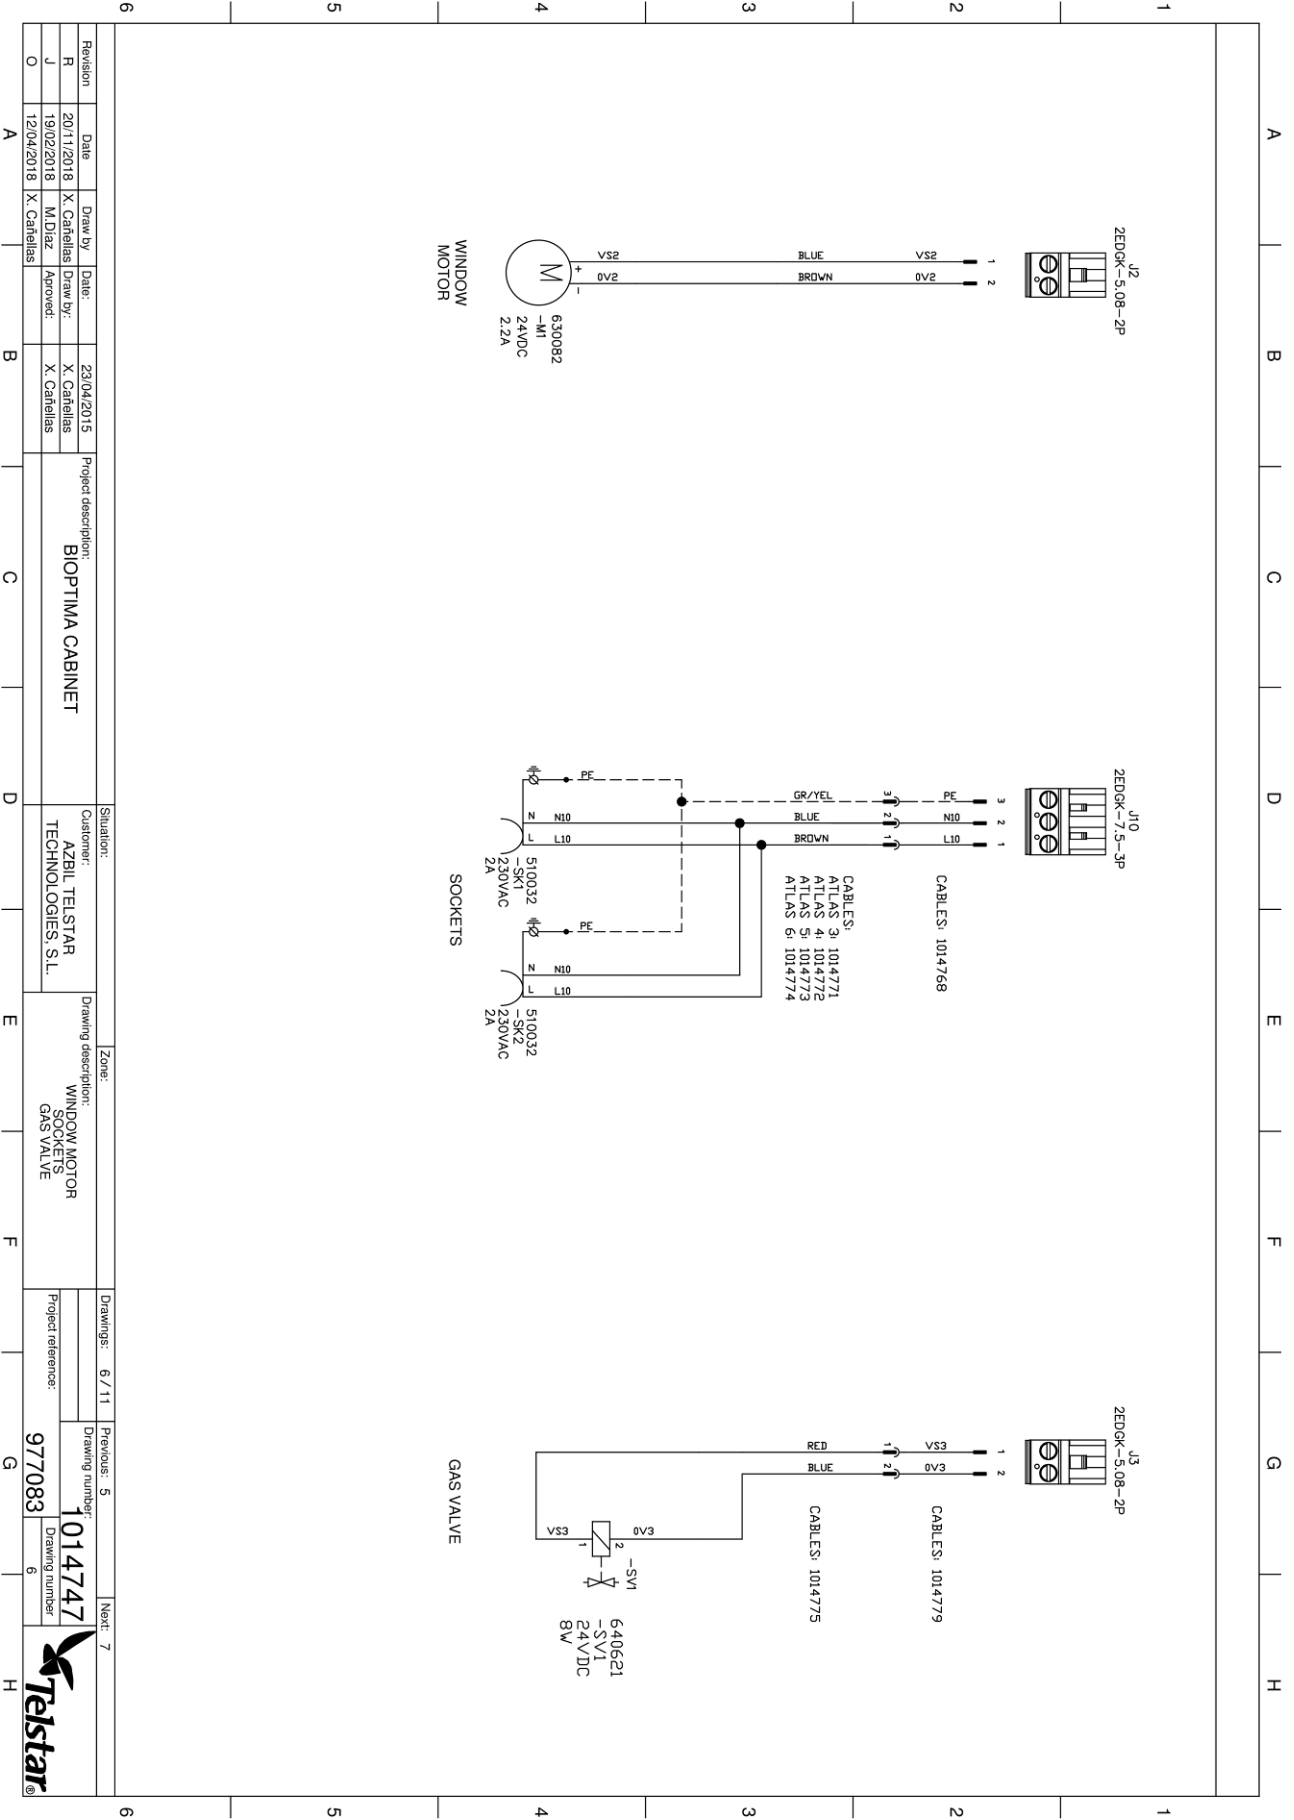 1 2 3 4 5 6
A B C D E F G H
J2
2EDGK-5.08-2P
1 2
VS2 0V2
BLUE
BROWN
VS2
0V2
+ -
M
630082
-M1
24VDC
2.2A
WINDOW
MOTOR
J10
2EDGK-7.5-3P
3 2 1
PE N10 L10
CABLES: 1014768
3 2 1
GR/YEL
BLUE
BROWN
CABLES:
ATLAS 3: 1014771
ATLAS 4: 1014772
ATLAS 5: 1014773
ATLAS 6: 1014774
PE
N10
L10
N
L
510032
-SK1
230VAC
2A
PE
N10
L10
N
L
510032
-SK2
230VAC
2A
SOCKETS
J3
2EDGK-5.08-2P
1 2
VS3 0V3
CABLES: 1014779
1 2
RED
BLUE
CABLES: 1014775
0V3
VS3
2
1
-SV1
640621
-SV1
24VDC
8W
GAS VALVE
Revision Date Draw by
R 20/11/2018 X. Cañellas
J 19/02/2018 M.Díaz
O 12/04/2018 X. Cañellas
Date: 23/04/2015
Draw by: X. Cañellas
Aproved: X. Cañellas
Project description:
BIOPTIMA CABINET
Situation:
Customer:
AZBIL TELSTAR
TECHNOLOGIES, S.L.
Zone:
Drawing description:
WINDOW MOTOR
SOCKETS
GAS VALVE
Drawings: 6 / 11
Previous: 5
Next: 7
Drawing number:
1014747
Project reference:
977083
Drawing number
6
Telstar®
A B C D E F G H
1 2 3 4 5 6